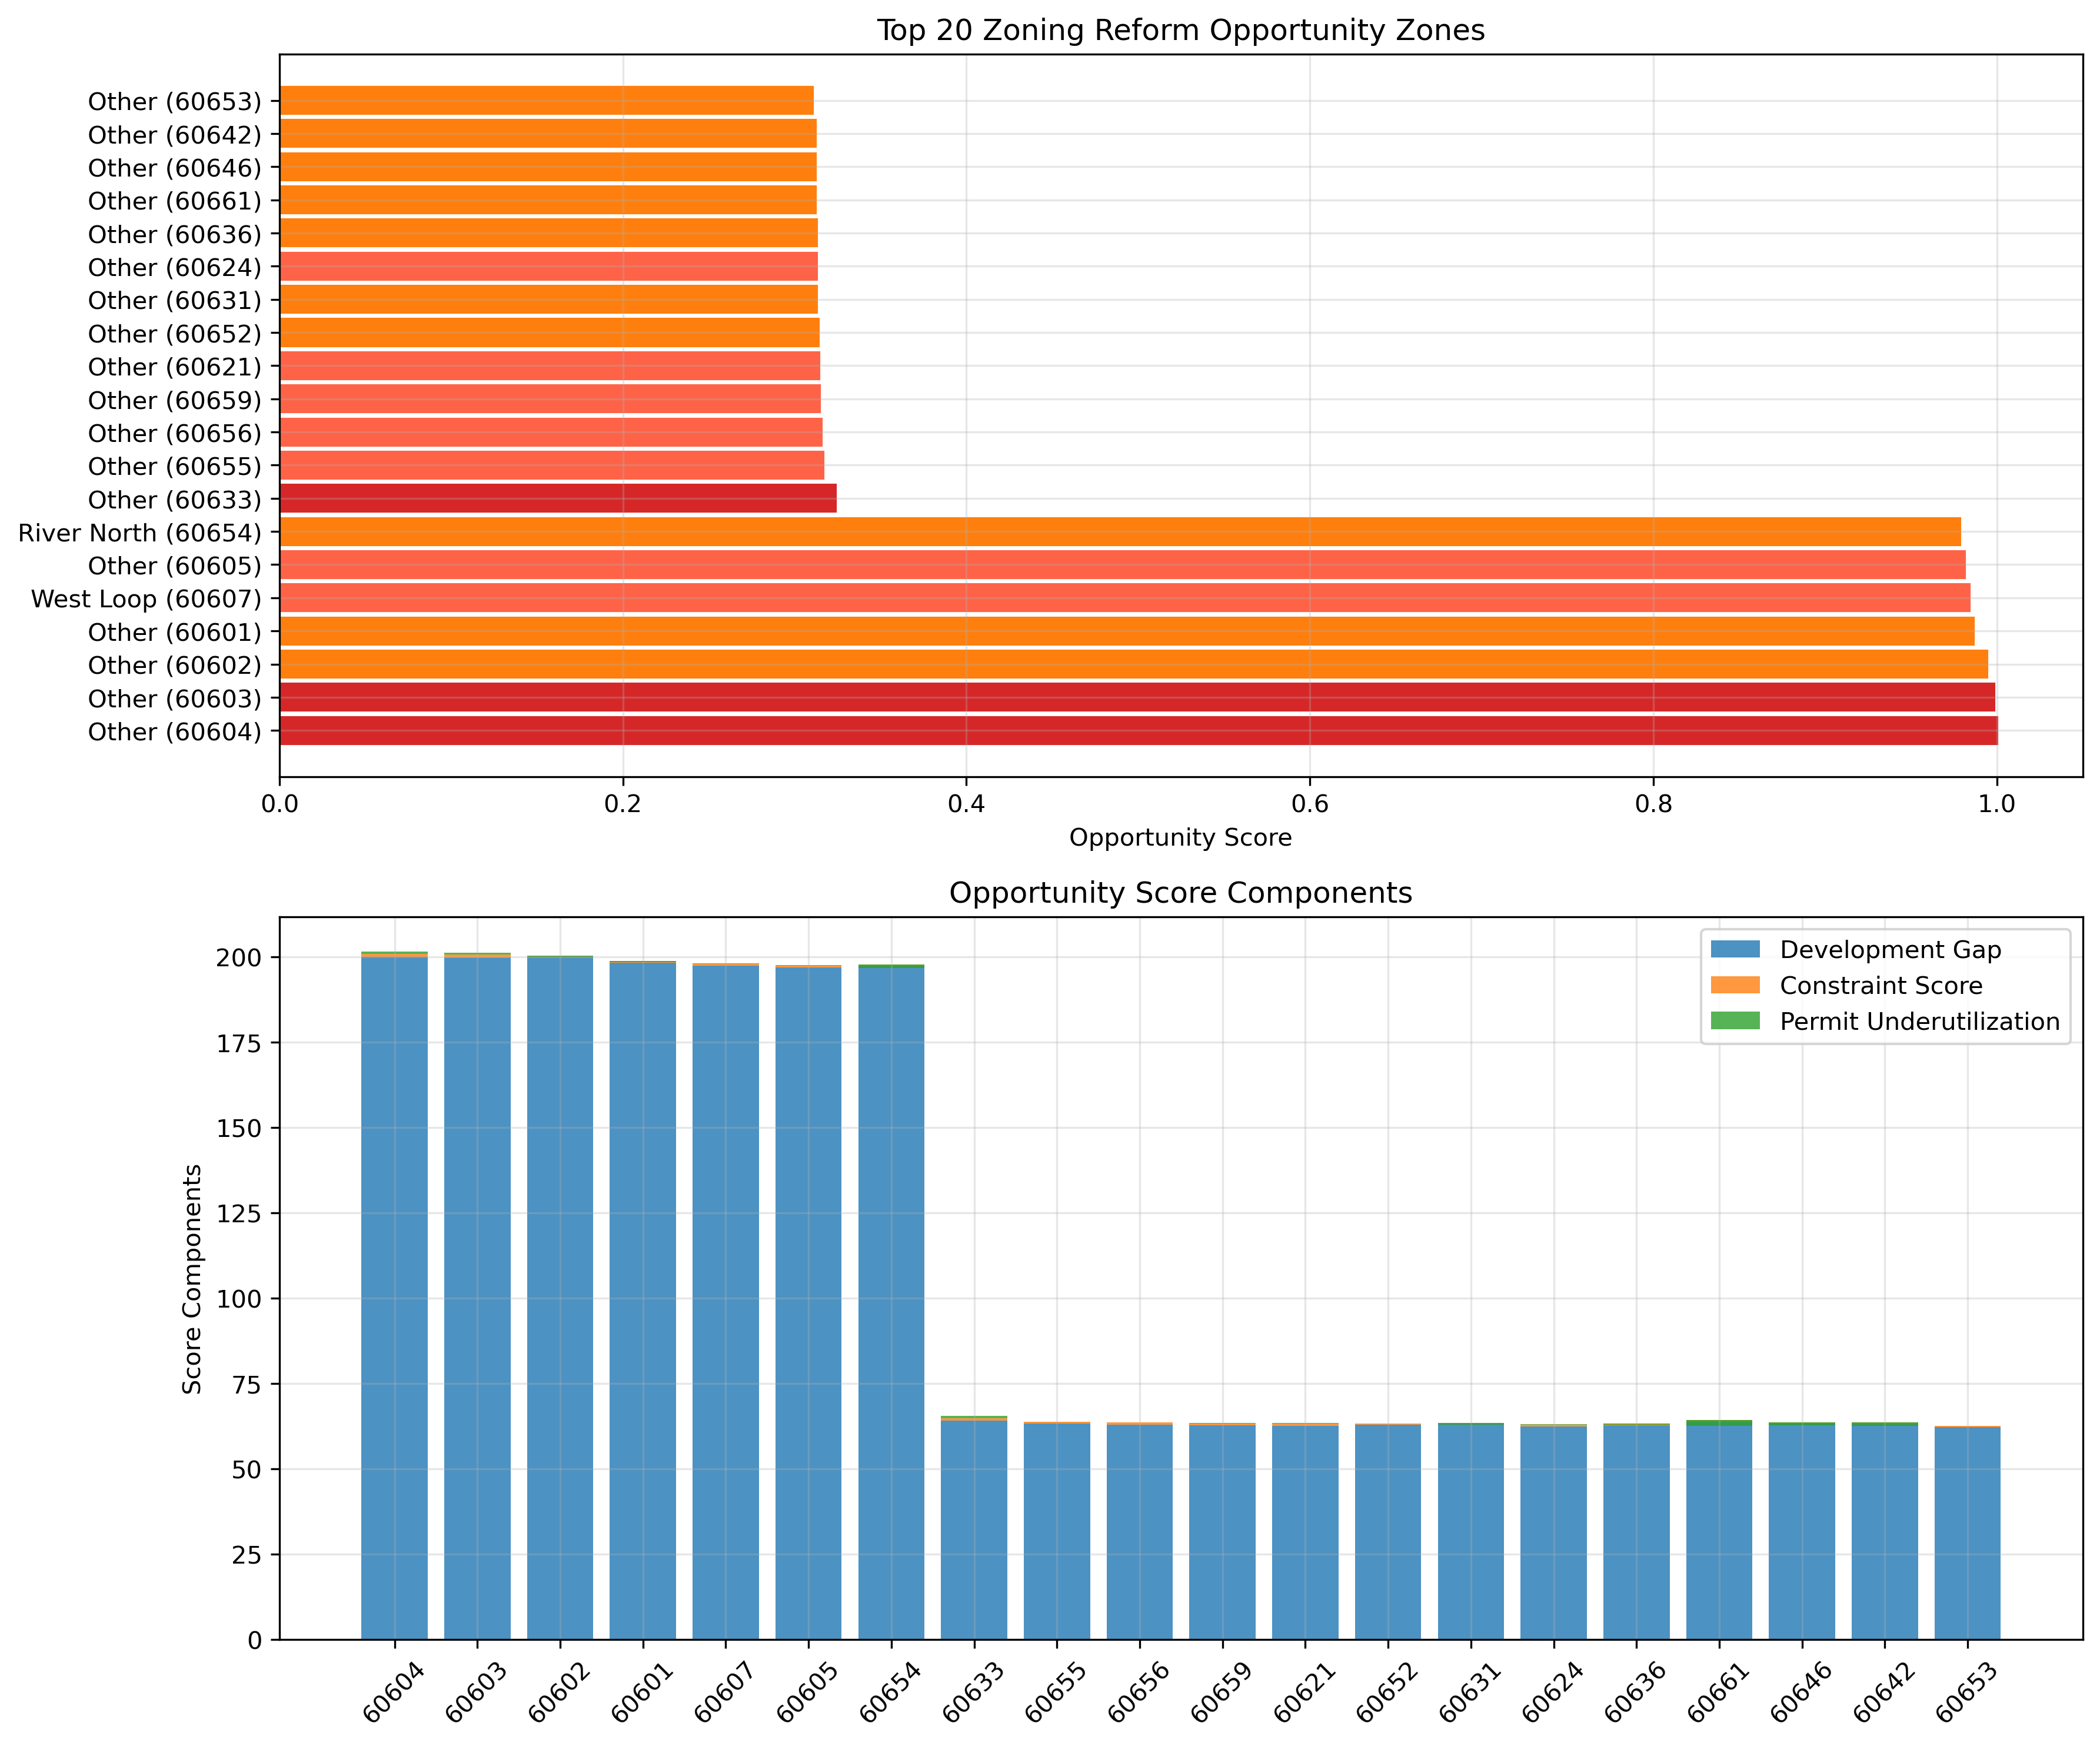 Top 20 Zoning Reform Opportunity Zones
Other (60653)
Other (60642)
Other (60646)
Other (60661)
Other (60636)
Other (60624)
Other (60631)
Other (60652)
Other (60621)
Other (60659)
Other (60656)
Other (60655)
Other (60633)
River North (60654)
Other (60605)
West Loop (60607)
Other (60601)
Other (60602)
Other (60603)
Other (60604)
0.0 0.2 0.4 0.6 0.8 1.0
Opportunity Score
Opportunity Score Components
Development Gap
Constraint Score
Permit Underutilization
Score Components
200
175
150
125
100
75
50
25
0
60604 60603 60602 60601 60607 60605 60654 60633 60655 60656 60659 60621 60652 60631 60624 60636 60661 60646 60642 60653